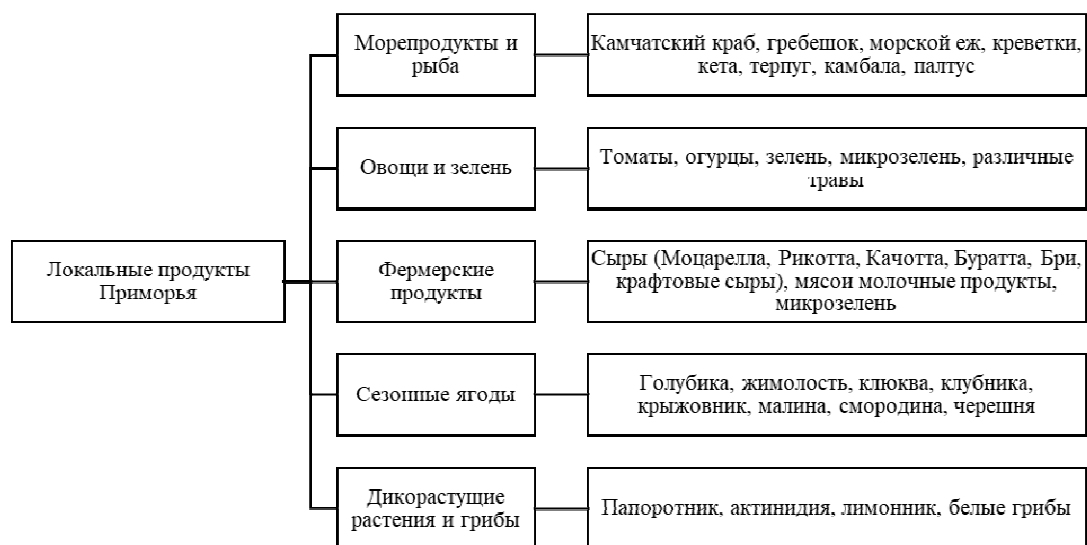 Локальные продукты
Приморья
Морепродукты и
рыба
Камчатский краб, гребешок, морской еж, креветки,
кета, терпуг, камбала, палтус
Овощи и зелень
Томаты, огурцы, зелень, микрозелень, различные
травы
Фермерские
продукты
Сыры (Моцарелла, Рикотта, Качотта, Буратта, Бри,
крафтовые сыры), мясои молочные продукты,
микрозелень
Сезонные ягоды
Голубика, жимолость, клюква, клубника,
крыжовник, малина, смородина, черешня
Дикорастущие
растения и грибы
Папоротник, актинидия, лимонник, белые грибы